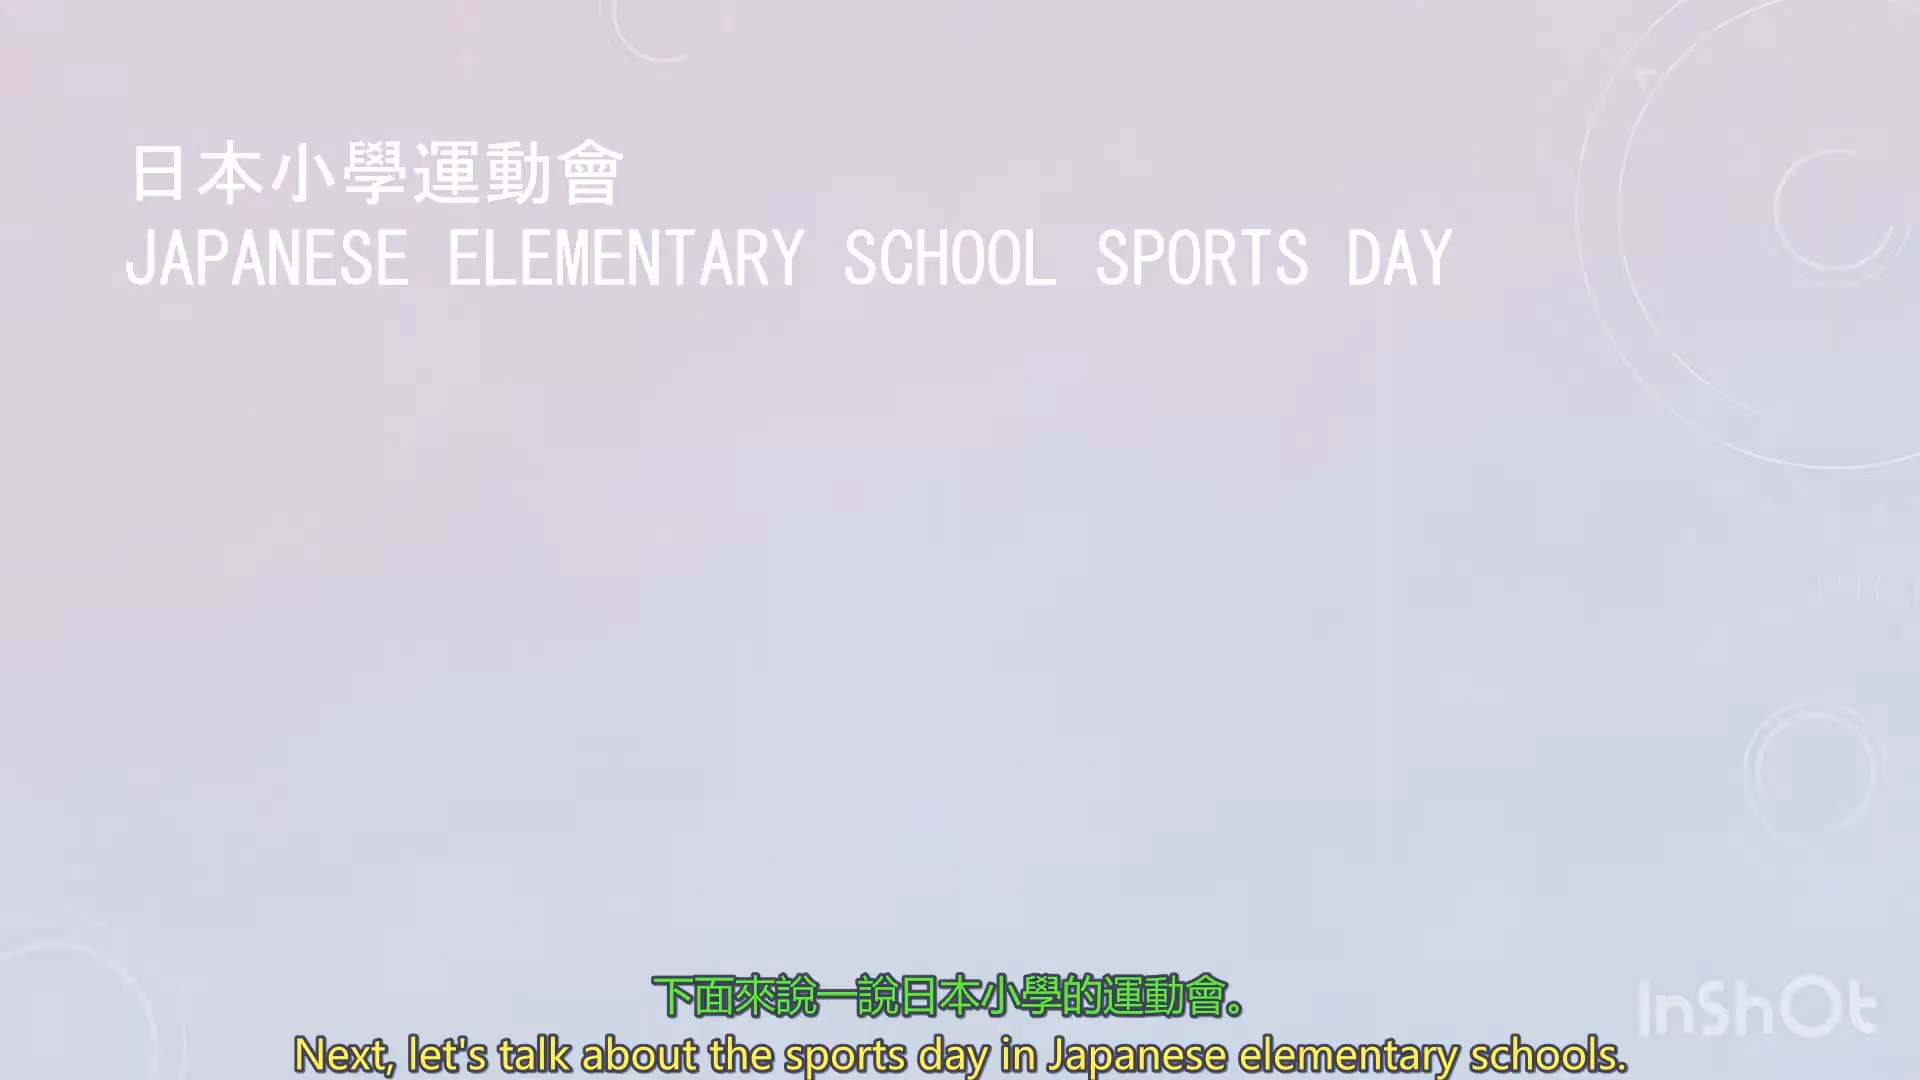 日本小學運動會
JAPANESE ELEMENTARY SCHOOL SPORTS DAY
下面來說一說日本小學的運動會。
Next, let's talk about the sports day in Japanese elementary schools.
InShOt